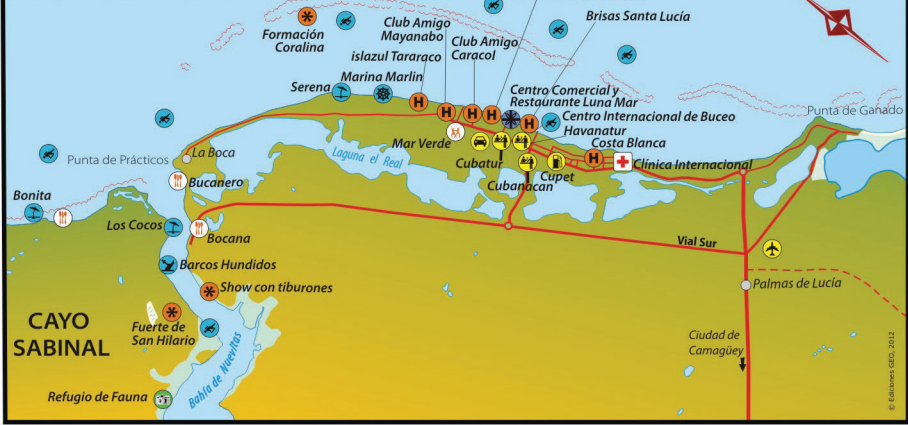 Club Amigo
Mayanabo
Brisas Santa Lucía
Formación
Coralina
Club Amigo
Caracol
islazul Tararaco
Marina Marlin
Serena
Centro Comercial y
Restaurante Luna Mar
Centro Internacional de Buceo
Havanatur
Punta de Ganado
Mar Verde
Costa Blanca
La Boca
Laguna el Real
Punta de Prácticos
Cubatur
Cupet
Clínica Internacional
Bucanero
Cubanacan
Bonita
Los Cocos
Bocana
Vial Sur
Barcos Hundidos
Show con tiburones
Palmas de Lucía
CAYO
SABINAL
Fuerte de
San Hilario
Ciudad de
Camagüey
Bahía de Nuevitas
Refugio de Fauna
© Ediciones GEO, 2012
H
H
H
H
H
H